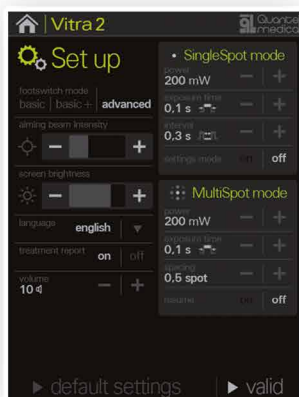 Vitra 2
Quantel medical
Set up
footswitch mode
basic | basic + | advanced
aiming beam intensity
screen brightness
language
english
treatment report
on | off
volume
10
SingleSpot mode
power
200 mW
exposure time
0,1 s
interval
0,3 s
settings mode
on | off
MultiSpot mode
power
200 mW
exposure time
0,1 s
spacing
0,5 spot
resume
on | off
default settings
valid